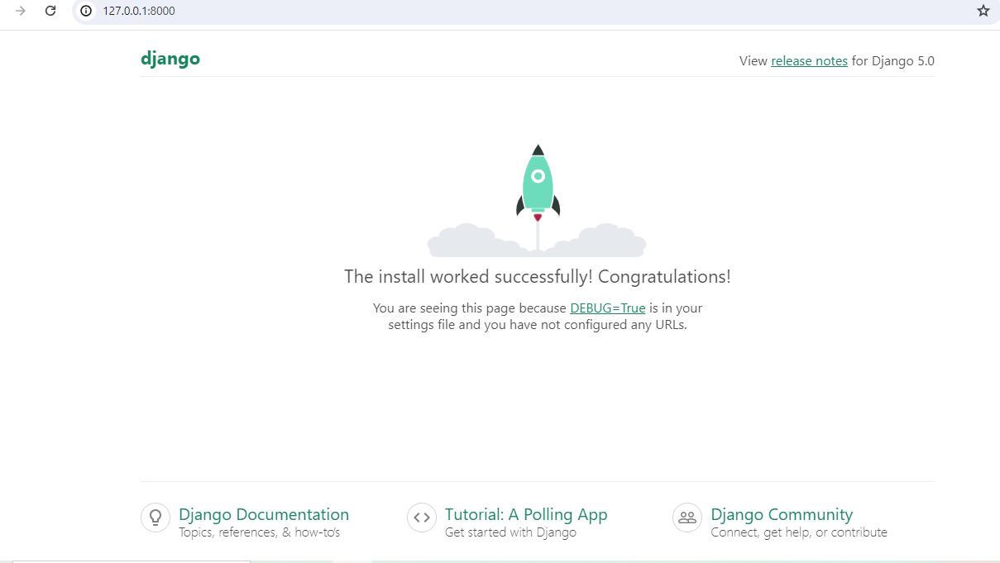 127.0.0.1:8000
django
View release notes for Django 5.0
The install worked successfully! Congratulations!
You are seeing this page because DEBUG=True is in your
settings file and you have not configured any URLs.
Django Documentation
Topics, references, & how-to's
Tutorial: A Polling App
Get started with Django
Django Community
Connect, get help, or contribute